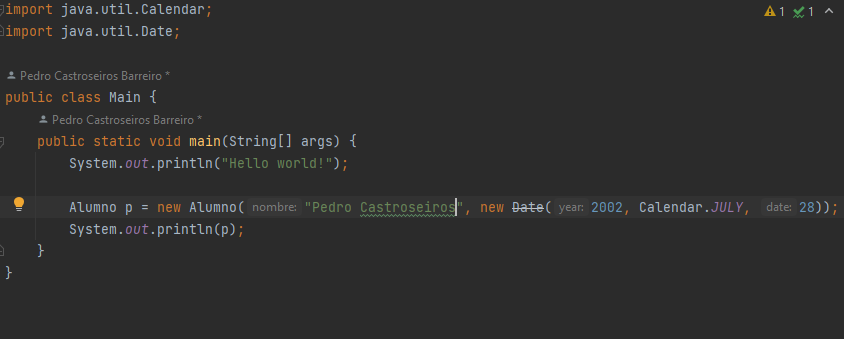 import java.util.Calendar;
1 1
import java.util.Date;
Pedro Castroseiros Barreiro *
public class Main {
Pedro Castroseiros Barreiro *
public static void main(String[] args) {
System.out.println("Hello world!");
Alumno p = new Alumno( nombre: "Pedro Castroseiros", new Date( year: 2002, Calendar.JULY, date: 28));
System.out.println(p);
}
}